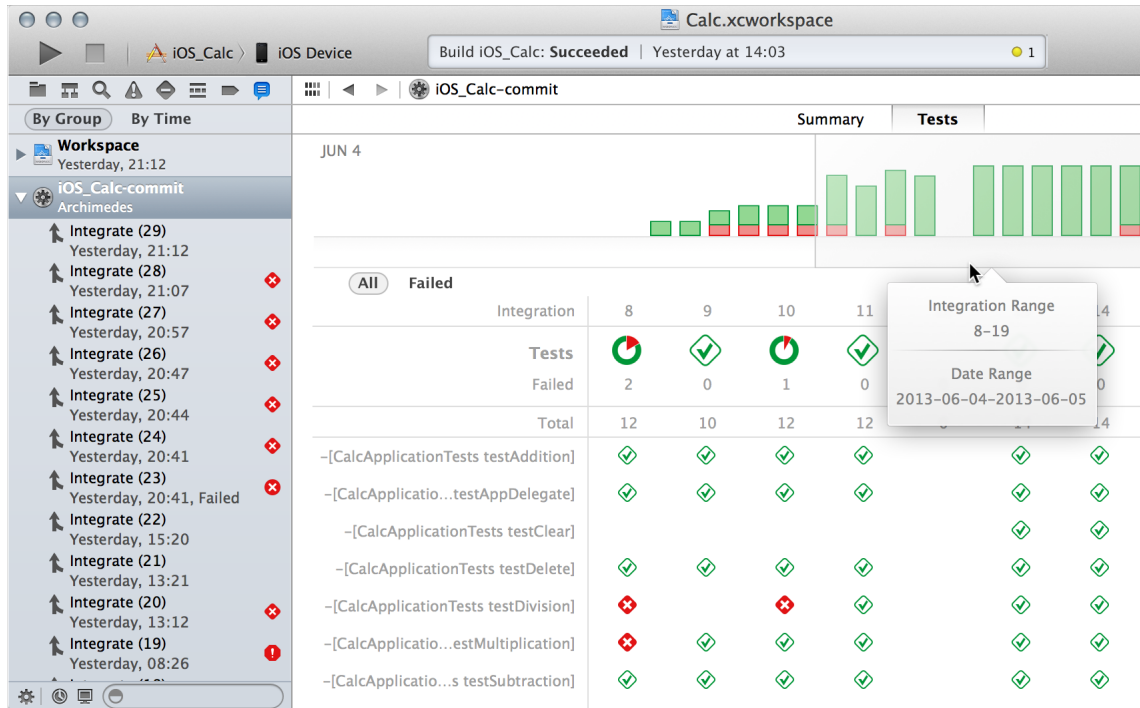 Calc.xcworkspace
iOS_Calc
iOS Device
Build iOS_Calc: Succeeded | Yesterday at 14:03
1
iOS_Calc-commit
By Group
By Time
Summary
Tests
Workspace
Yesterday, 21:12
iOS_Calc-commit
Archimedes
Integrate (29)
Yesterday, 21:12
Integrate (28)
Yesterday, 21:07
Integrate (27)
Yesterday, 20:57
Integrate (26)
Yesterday, 20:47
Integrate (25)
Yesterday, 20:44
Integrate (24)
Yesterday, 20:41
Integrate (23)
Yesterday, 20:41, Failed
Integrate (22)
Yesterday, 15:20
Integrate (21)
Yesterday, 13:21
Integrate (20)
Yesterday, 13:12
Integrate (19)
Yesterday, 08:26
JUN 4
All Failed
Integration 8 9 10 11
Tests
Failed 2 0 1 0 0
Total 12 10 12 12
Integration Range
8-19
Date Range
2013-06-04-2013-06-05
-[CalcApplicationTests testAddition]
-[CalcApplicatio...testAppDelegate]
-[CalcApplicationTests testClear]
-[CalcApplicationTests testDelete]
-[CalcApplicationTests testDivision]
-[CalcApplicatio...estMultiplication]
-[CalcApplicatio...s testSubtraction]